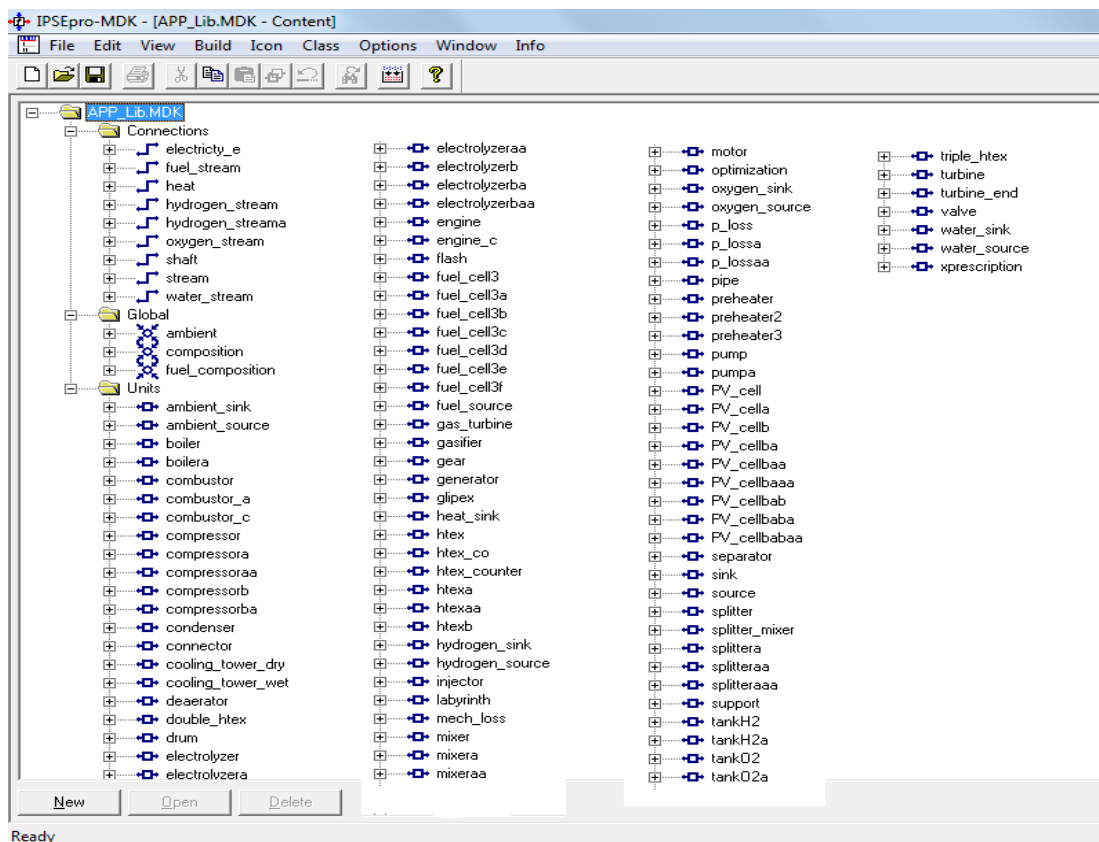 IPSEpro-MDK - [APP_Lib.MDK - Content]
File Edit View Build Icon Class Options Window Info
APP_Lib.MDK
Connections
electricty_e
fuel_stream
heat
hydrogen_stream
hydrogen_streama
oxygen_stream
shaft
stream
water_stream
Global
ambient
composition
fuel_composition
Units
ambient_sink
ambient_source
boiler
boilera
combustor
combustor_a
combustor_c
compressor
compressora
compressoraa
compressorb
compressorba
condenser
connector
cooling_tower_dry
cooling_tower_wet
deaerator
double_htex
drum
electrolyzer
electrolyzera
electrolyzeraa
electrolyzerb
electrolyzerba
electrolyzerbaa
engine
engine_c
flash
fuel_cell3
fuel_cell3a
fuel_cell3b
fuel_cell3c
fuel_cell3d
fuel_cell3e
fuel_cell3f
fuel_source
gas_turbine
gasifier
gear
generator
glipex
heat_sink
htex
htex_co
htex_counter
htexa
htexaa
htexb
hydrogen_sink
hydrogen_source
injector
labyrinth
mech_loss
mixer
mixera
mixeraa
motor
optimization
oxygen_sink
oxygen_source
p_loss
p_lossa
p_lossaa
pipe
preheater
preheater2
preheater3
pump
pumpa
PV_cell
PV_cella
PV_cellb
PV_cellba
PV_cellbaa
PV_cellbaaa
PV_cellbab
PV_cellbaba
PV_cellbabaa
separator
sink
source
splitter
splitter_mixer
splittera
splitteraa
splitteraaa
support
tankH2
tankH2a
tankO2
tankO2a
triple_htex
turbine
turbine_end
valve
water_sink
water_source
xprescription
New Open Delete
Ready